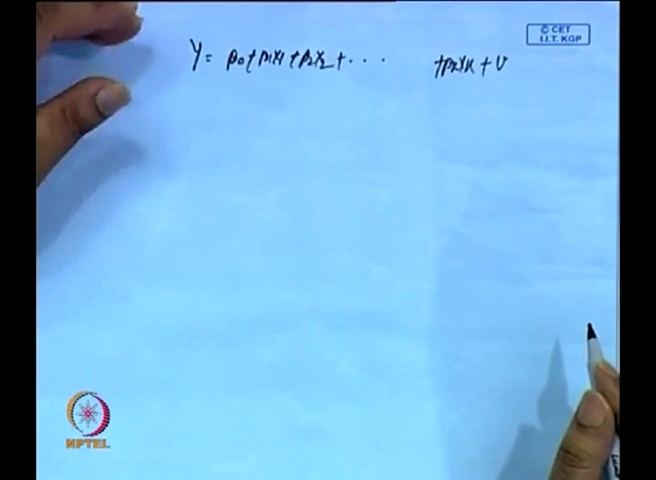 © CET
I.I.T. KGP
Y = β0 + β1X1 + β2X2 + . . . + βkXk + U
NPTEL